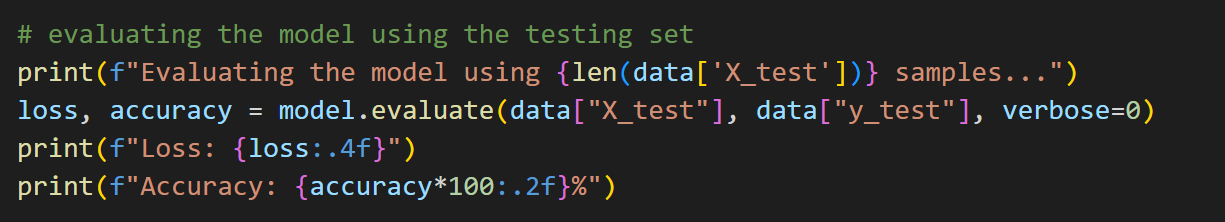 # evaluating the model using the testing set
print(f"Evaluating the model using {len(data['X_test'])} samples...")
loss, accuracy = model.evaluate(data["X_test"], data["y_test"], verbose=0)
print(f"Loss: {loss:.4f}")
print(f"Accuracy: {accuracy*100:.2f}%")